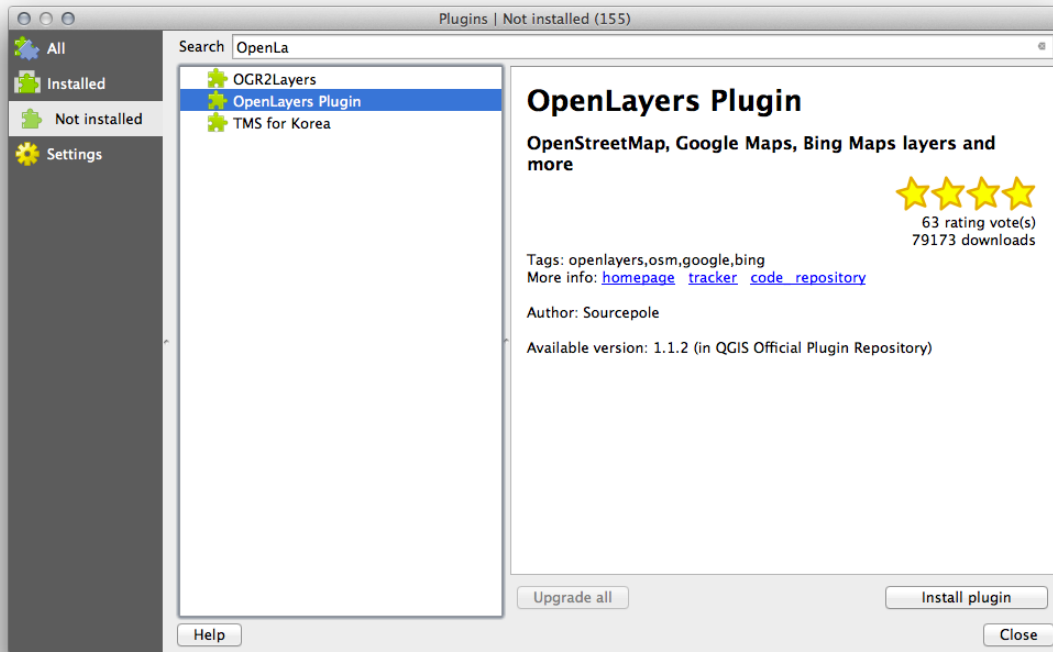 Plugins | Not installed (155)
All
Installed
Not installed
Settings
Search OpenLa
OGR2Layers
OpenLayers Plugin
TMS for Korea
OpenLayers Plugin
OpenStreetMap, Google Maps, Bing Maps layers and
more
63 rating vote(s)
79173 downloads
Tags: openlayers,osm,google,bing
More info: homepage tracker code_repository
Author: Sourcepole
Available version: 1.1.2 (in QGIS Official Plugin Repository)
Upgrade all
Install plugin
Help
Close